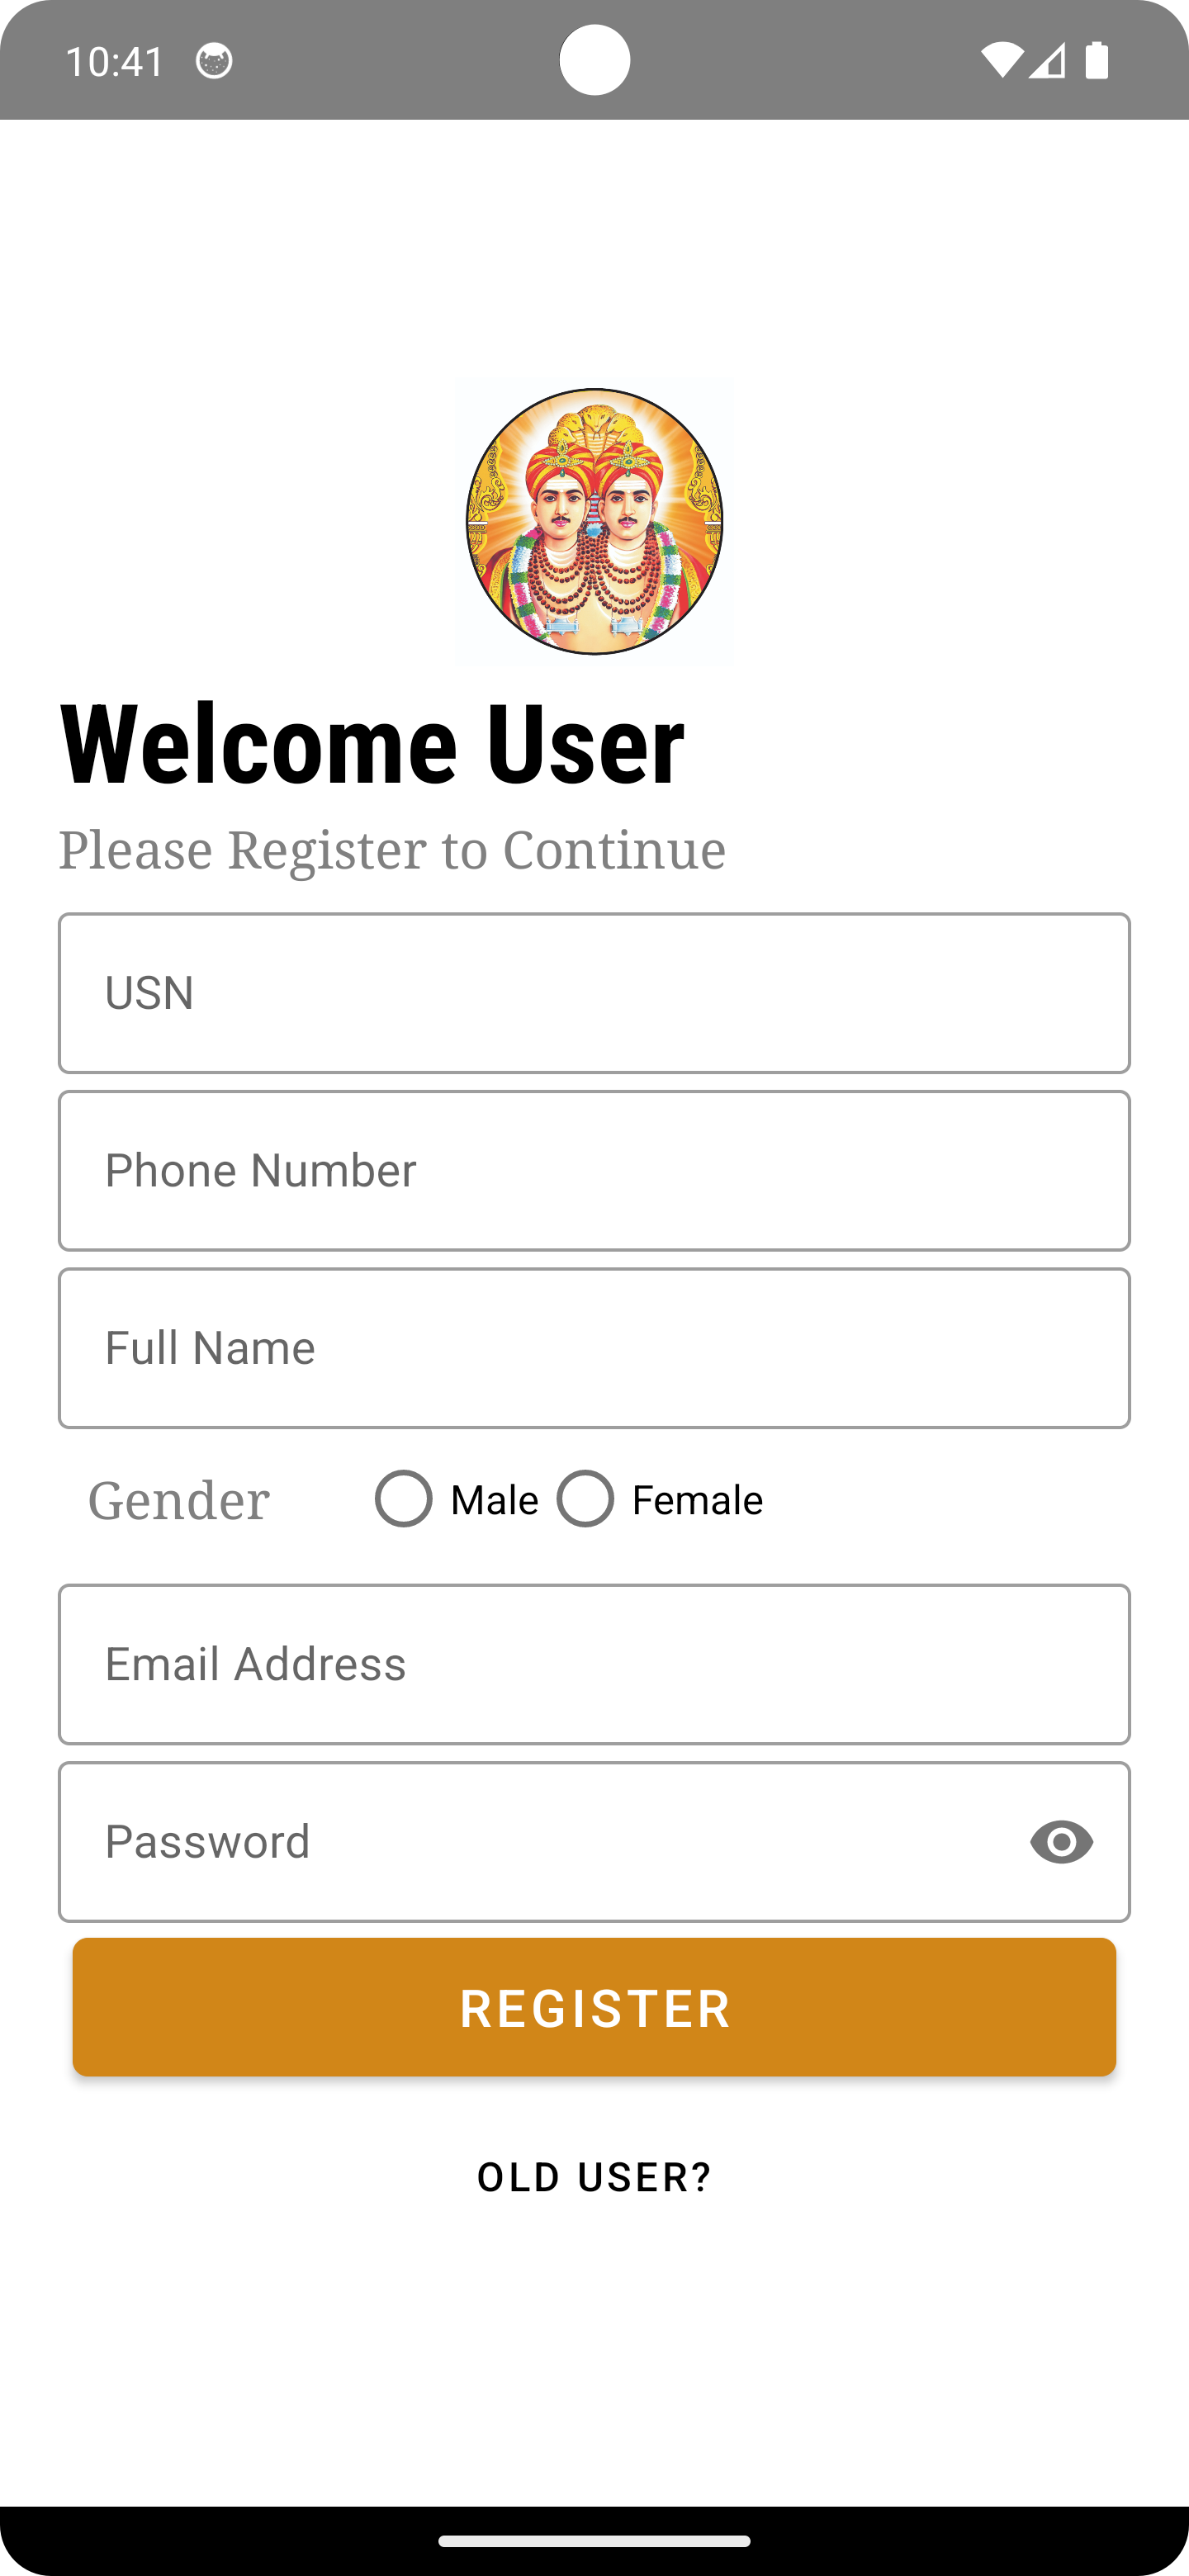 10:41
Welcome User
Please Register to Continue
USN
Phone Number
Full Name
Gender Male Female
Email Address
Password
REGISTER
OLD USER?